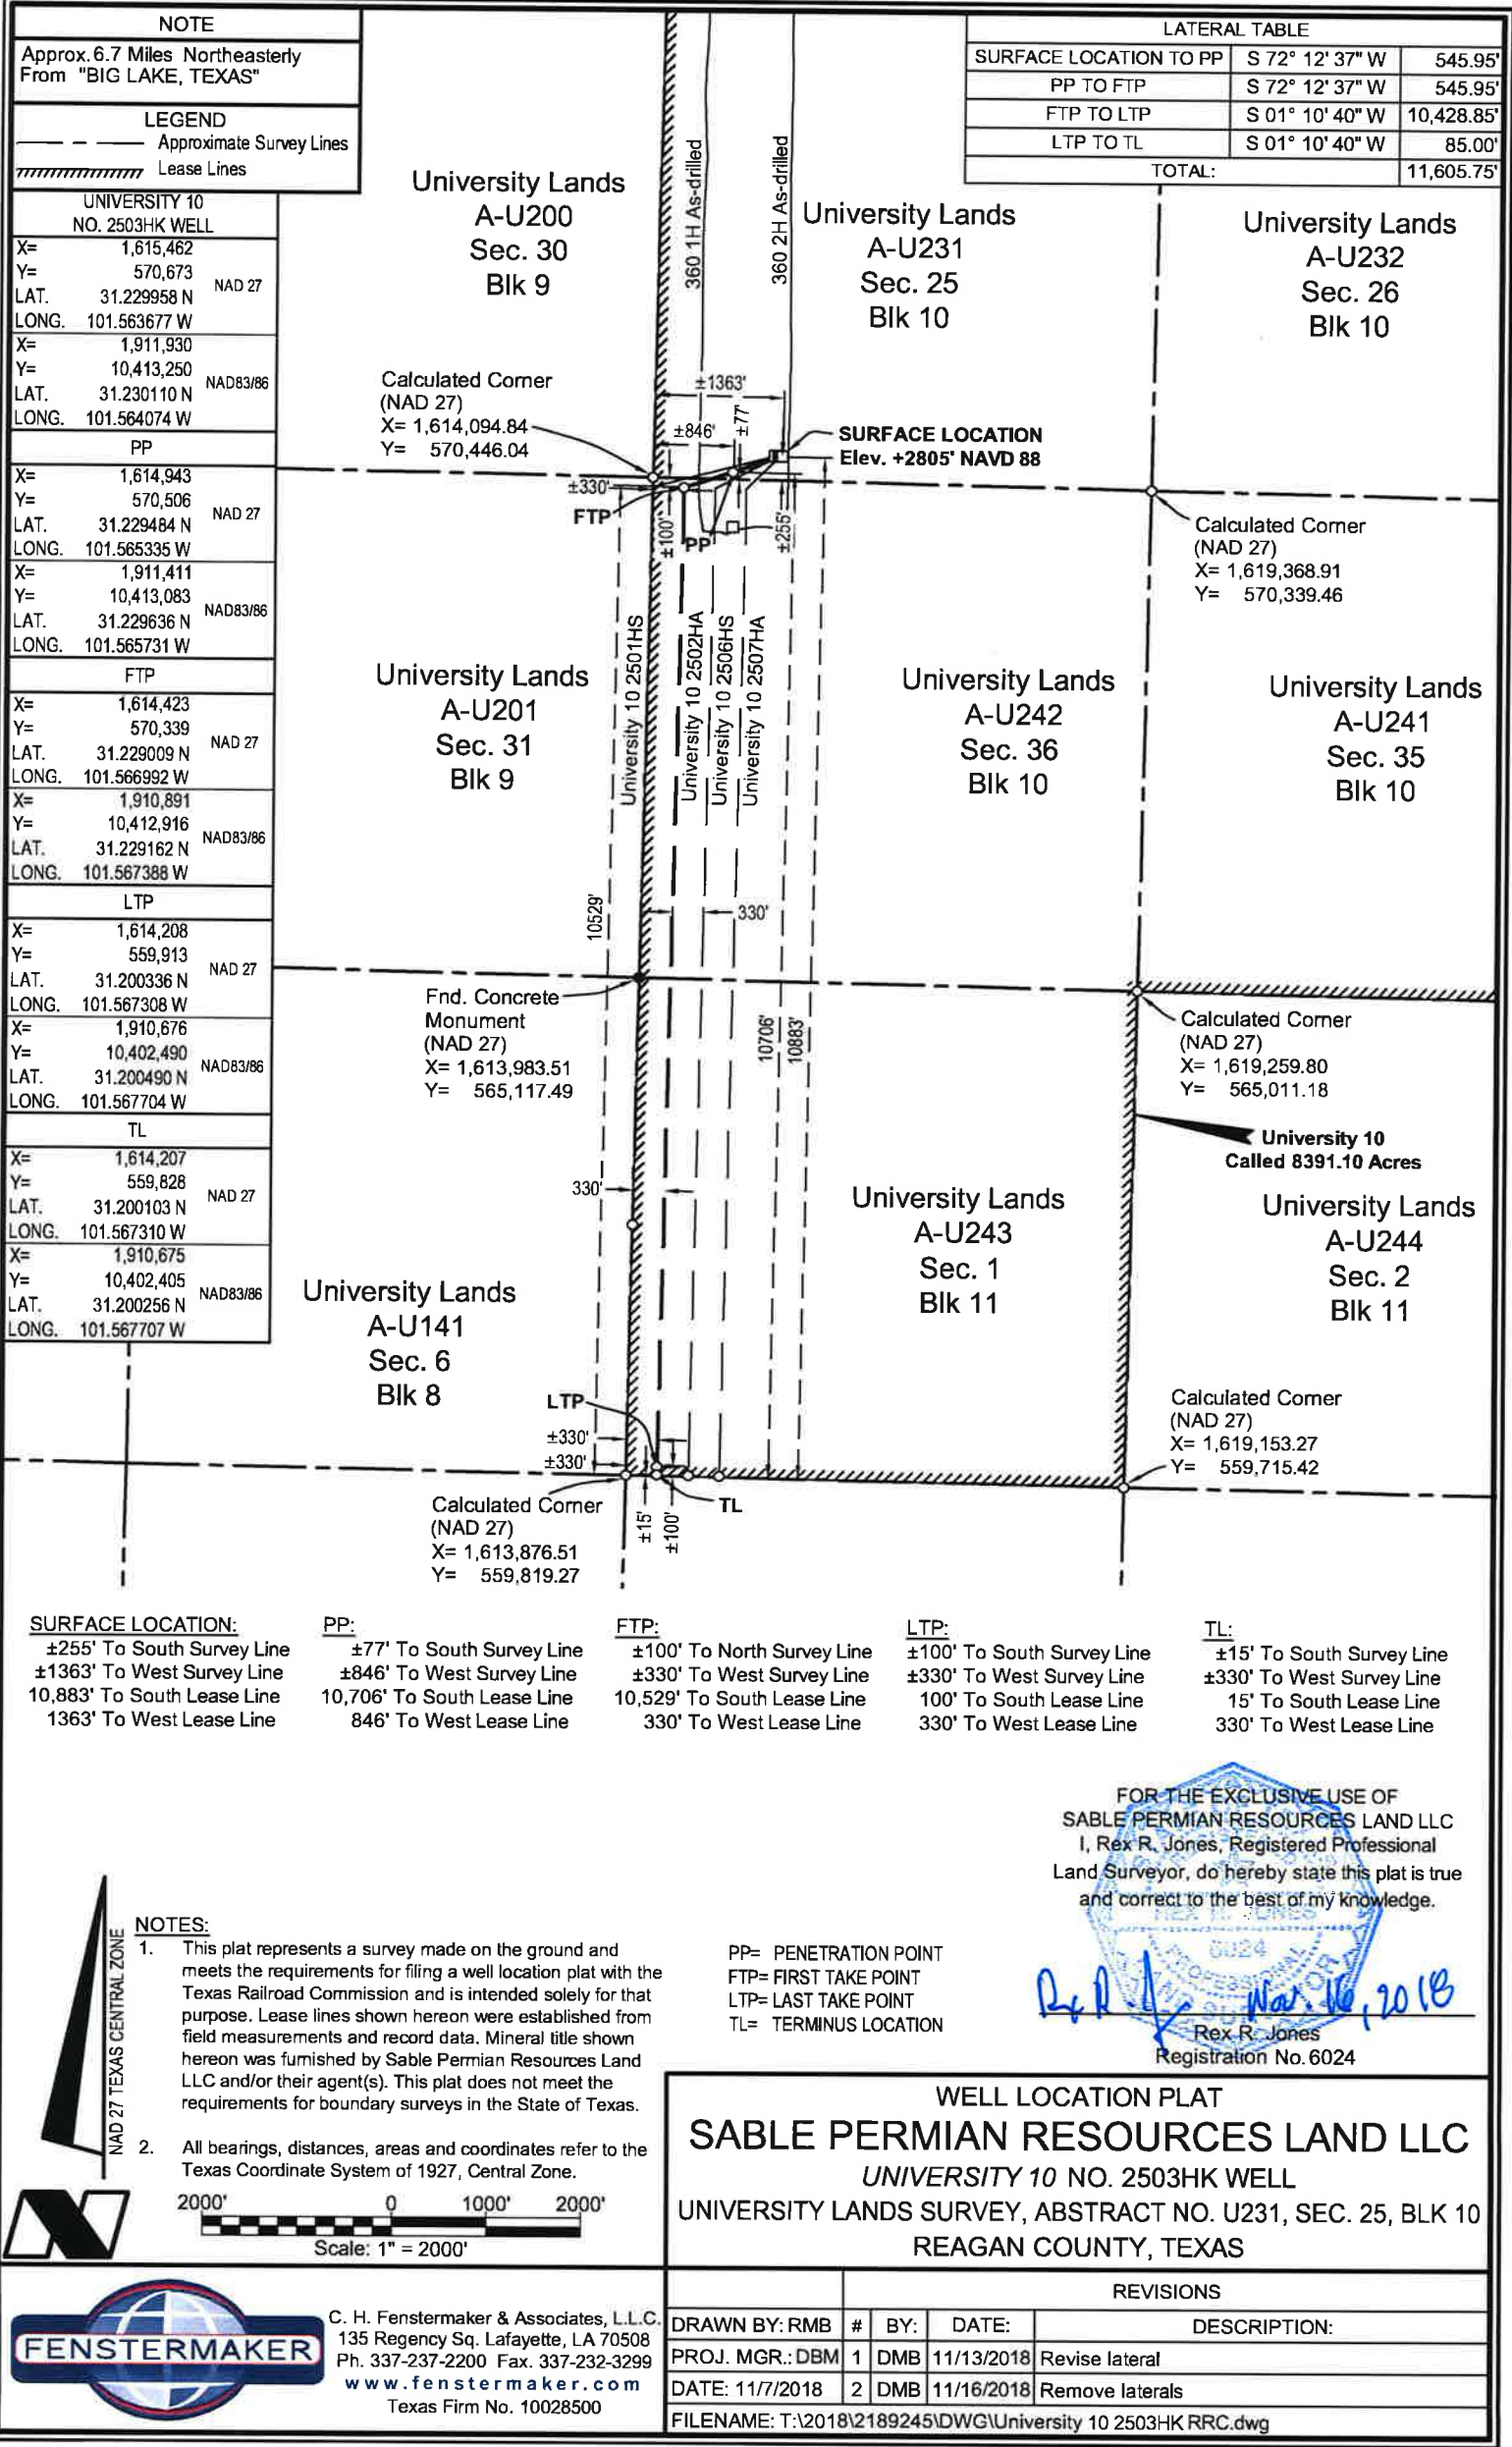 NOTE
Approx. 6.7 Miles Northeasterly
From "BIG LAKE, TEXAS"
LEGEND
Approximate Survey Lines
Lease Lines
UNIVERSITY 10
NO. 2503HK WELL
X= 1,615,462
Y= 570,673
NAD 27
LAT. 31.229958 N
LONG. 101.563677 W
X= 1,911,930
Y= 10,413,250
NAD83/86
LAT. 31.230110 N
LONG. 101.564074 W
PP
X= 1,614,943
Y= 570,506
NAD 27
LAT. 31.229484 N
LONG. 101.565335 W
X= 1,911,411
Y= 10,413,083
NAD83/86
LAT. 31.229636 N
LONG. 101.565731 W
FTP
X= 1,614,423
Y= 570,339
NAD 27
LAT. 31.229009 N
LONG. 101.566992 W
X= 1,910,891
Y= 10,412,916
NAD83/86
LAT. 31.229162 N
LONG. 101.567388 W
LTP
X= 1,614,208
Y= 559,913
NAD 27
LAT. 31.200336 N
LONG. 101.567308 W
X= 1,910,676
Y= 10,402,490
NAD83/86
LAT. 31.200490 N
LONG. 101.567704 W
TL
X= 1,614,207
Y= 559,828
NAD 27
LAT. 31.200103 N
LONG. 101.567310 W
X= 1,910,675
Y= 10,402,405
NAD83/86
LAT. 31.200256 N
LONG. 101.567707 W
LATERAL TABLE
SURFACE LOCATION TO PP S 72° 12' 37" W 545.95'
PP TO FTP S 72° 12' 37" W 545.95'
FTP TO LTP S 01° 10' 40" W 10,428.85'
LTP TO TL S 01° 10' 40" W 85.00'
TOTAL: 11,605.75'
University Lands
A-U200
Sec. 30
Blk 9
360 1H As-drilled
360 2H As-drilled
University Lands
A-U231
Sec. 25
Blk 10
University Lands
A-U232
Sec. 26
Blk 10
Calculated Corner
(NAD 27)
X= 1,614,094.84
Y= 570,446.04
±1363'
±846'
±77'
SURFACE LOCATION
Elev. +2805' NAVD 88
±330'
FTP
±100'
PP
±255'
Calculated Corner
(NAD 27)
X= 1,619,368.91
Y= 570,339.46
University Lands
A-U201
Sec. 31
Blk 9
University 10 2501HS
University 10 2502HA
University 10 2506HS
University 10 2507HA
University Lands
A-U242
Sec. 36
Blk 10
University Lands
A-U241
Sec. 35
Blk 10
10529'
330'
Fnd. Concrete
Monument
(NAD 27)
X= 1,613,983.51
Y= 565,117.49
10706'
10883'
Calculated Corner
(NAD 27)
X= 1,619,259.80
Y= 565,011.18
University 10
Called 8391.10 Acres
330'
University Lands
A-U243
Sec. 1
Blk 11
University Lands
A-U244
Sec. 2
Blk 11
University Lands
A-U141
Sec. 6
Blk 8
LTP
±330'
±330'
Calculated Corner
(NAD 27)
X= 1,613,876.51
Y= 559,819.27
±15'
±100'
TL
Calculated Corner
(NAD 27)
X= 1,619,153.27
Y= 559,715.42
SURFACE LOCATION:
±255' To South Survey Line
±1363' To West Survey Line
10,883' To South Lease Line
1363' To West Lease Line
PP:
±77' To South Survey Line
±846' To West Survey Line
10,706' To South Lease Line
846' To West Lease Line
FTP:
±100' To North Survey Line
±330' To West Survey Line
10,529' To South Lease Line
330' To West Lease Line
LTP:
±100' To South Survey Line
±330' To West Survey Line
100' To South Lease Line
330' To West Lease Line
TL:
±15' To South Survey Line
±330' To West Survey Line
15' To South Lease Line
330' To West Lease Line
FOR THE EXCLUSIVE USE OF
SABLE PERMIAN RESOURCES LAND LLC
I, Rex R. Jones, Registered Professional
Land Surveyor, do hereby state this plat is true
and correct to the best of my knowledge.
REX R. JONES
6024
PROFESSIONAL
Nov. 16, 2018
Rex R. Jones
Registration No. 6024
NAD 27 TEXAS CENTRAL ZONE
NOTES:
1. This plat represents a survey made on the ground and
meets the requirements for filing a well location plat with the
Texas Railroad Commission and is intended solely for that
purpose. Lease lines shown hereon were established from
field measurements and record data. Mineral title shown
hereon was furnished by Sable Permian Resources Land
LLC and/or their agent(s). This plat does not meet the
requirements for boundary surveys in the State of Texas.
2. All bearings, distances, areas and coordinates refer to the
Texas Coordinate System of 1927, Central Zone.
PP= PENETRATION POINT
FTP= FIRST TAKE POINT
LTP= LAST TAKE POINT
TL= TERMINUS LOCATION
N
2000' 0 1000' 2000'
Scale: 1" = 2000'
WELL LOCATION PLAT
SABLE PERMIAN RESOURCES LAND LLC
UNIVERSITY 10 NO. 2503HK WELL
UNIVERSITY LANDS SURVEY, ABSTRACT NO. U231, SEC. 25, BLK 10
REAGAN COUNTY, TEXAS
FENSTERMAKER
C. H. Fenstermaker & Associates, L.L.C.
135 Regency Sq. Lafayette, LA 70508
Ph. 337-237-2200 Fax. 337-232-3299
www.fenstermaker.com
Texas Firm No. 10028500
REVISIONS
DRAWN BY: RMB # BY: DATE: DESCRIPTION:
PROJ. MGR.: DBM 1 DMB 11/13/2018 Revise lateral
DATE: 11/7/2018 2 DMB 11/16/2018 Remove laterals
FILENAME: T:\2018\2189245\DWG\University 10 2503HK RRC.dwg